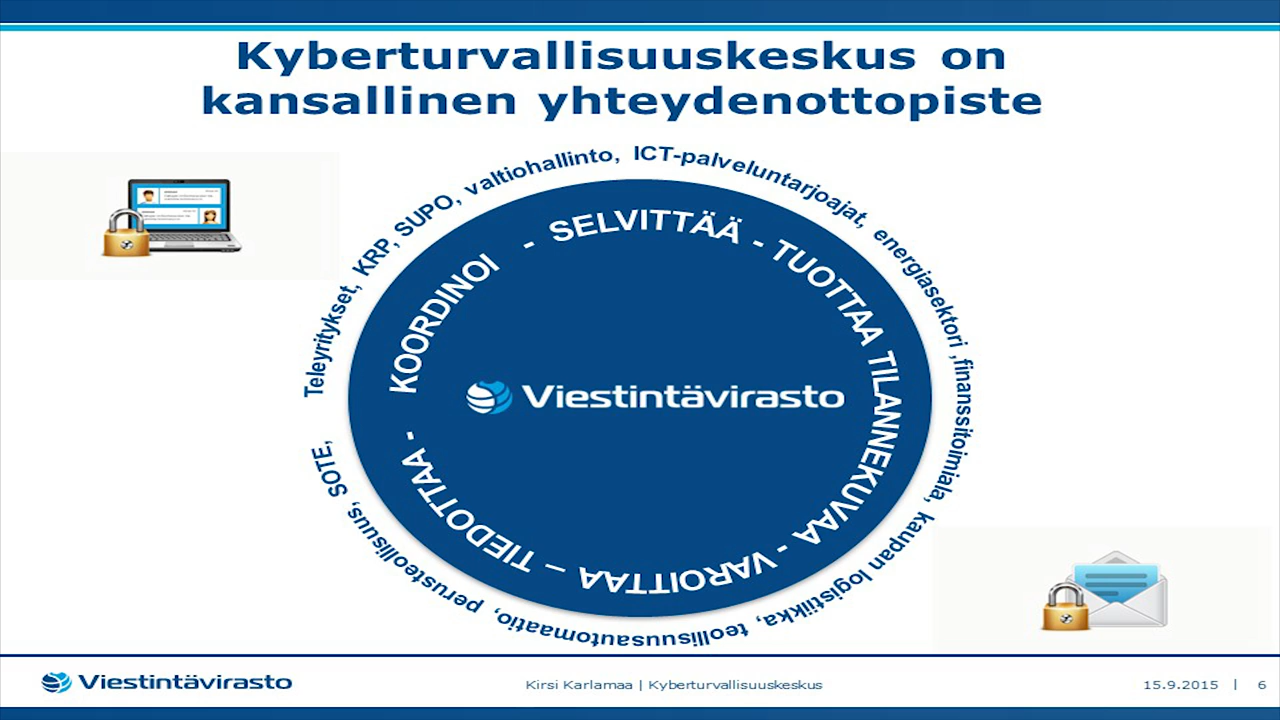 Kyberturvallisuuskeskus on
kansallinen yhteydenottopiste
Teleyritykset, KRP, SUPO, valtiohallinto, ICT-palveluntarjoajat, energiasektori ,finanssitoimiala, kaupan logistiikka, teollisuusautomaatio, perusteollisuus, SOTE,
KOORDINOI - SELVITTÄÄ - TUOTTAA TILANNEKUVAA - VAROITTAA – TIEDOTTAA -
Viestintävirasto
Viestintävirasto
Kirsi Karlamaa | Kyberturvallisuuskeskus
15.9.2015 | 6